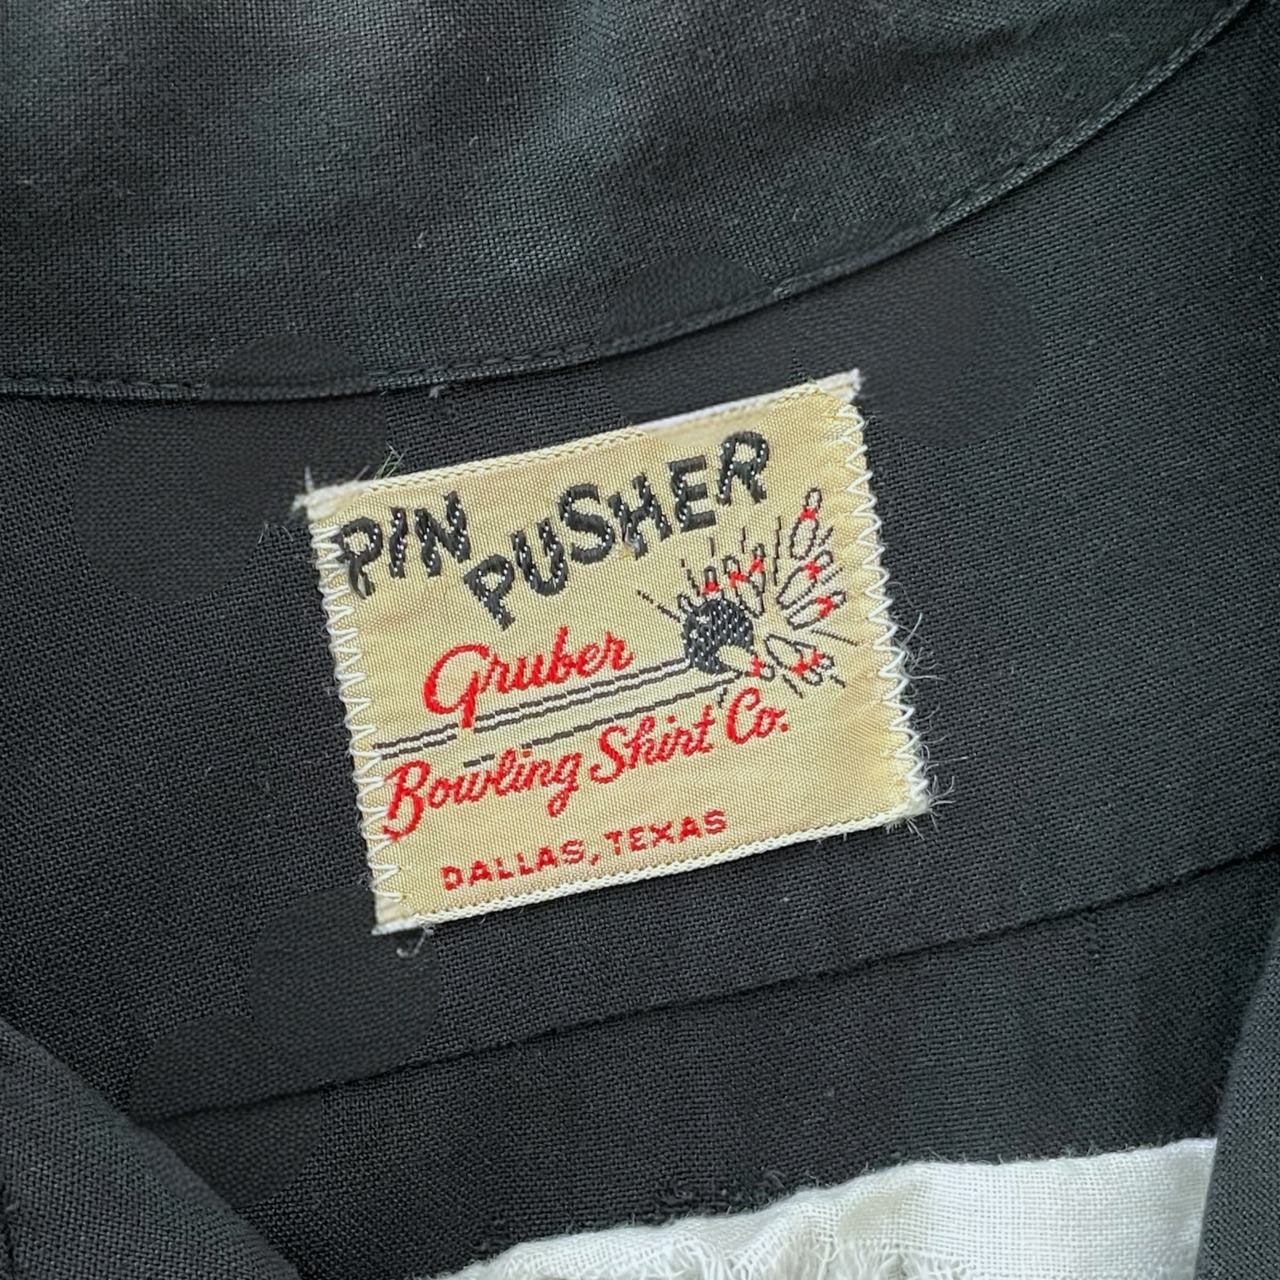 PIN PUSHER
Gruber
Bowling Shirt Co.
DALLAS, TEXAS